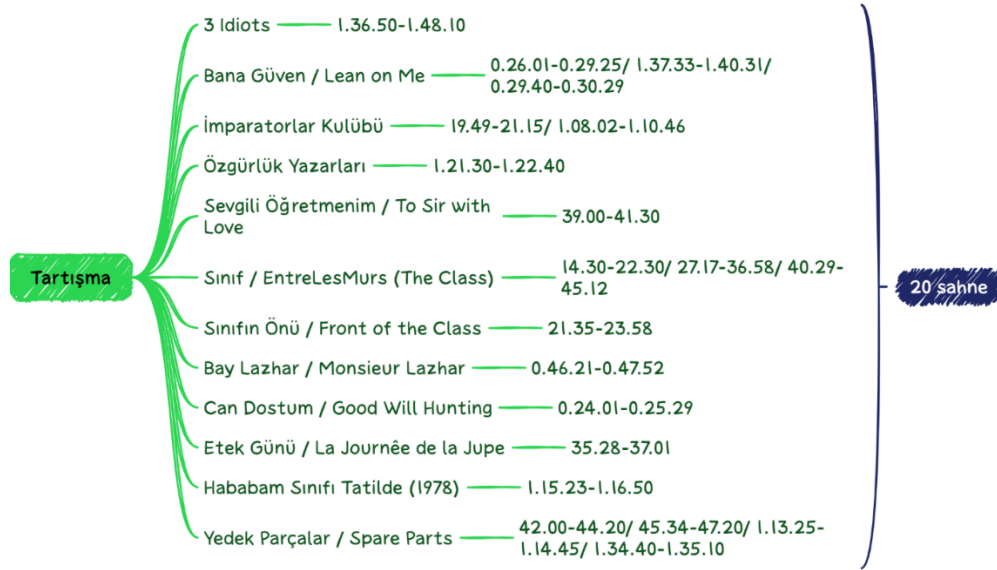 3 Idiots 1.36.50-1.48.10
Bana Güven / Lean on Me 0.26.01-0.29.25/ 1.37.33-1.40.31/
0.29.40-0.30.29
İmparatorlar Kulübü 19.49-21.15/ 1.08.02-1.10.46
Özgürlük Yazarları 1.21.30-1.22.40
Sevgili Öğretmenim / To Sir with
Love
39.00-41.30
Tartışma
Sınıf / EntreLesMurs (The Class) 14.30-22.30/ 27.17-36.58/ 40.29-
45.12
20 sahne
Sınıfın Önü / Front of the Class 21.35-23.58
Bay Lazhar / Monsieur Lazhar 0.46.21-0.47.52
Can Dostum / Good Will Hunting 0.24.01-0.25.29
Etek Günü / La Journêe de la Jupe 35.28-37.01
Hababam Sınıfı Tatilde (1978) 1.15.23-1.16.50
Yedek Parçalar / Spare Parts 42.00-44.20/ 45.34-47.20/ 1.13.25-
1.14.45/ 1.34.40-1.35.10